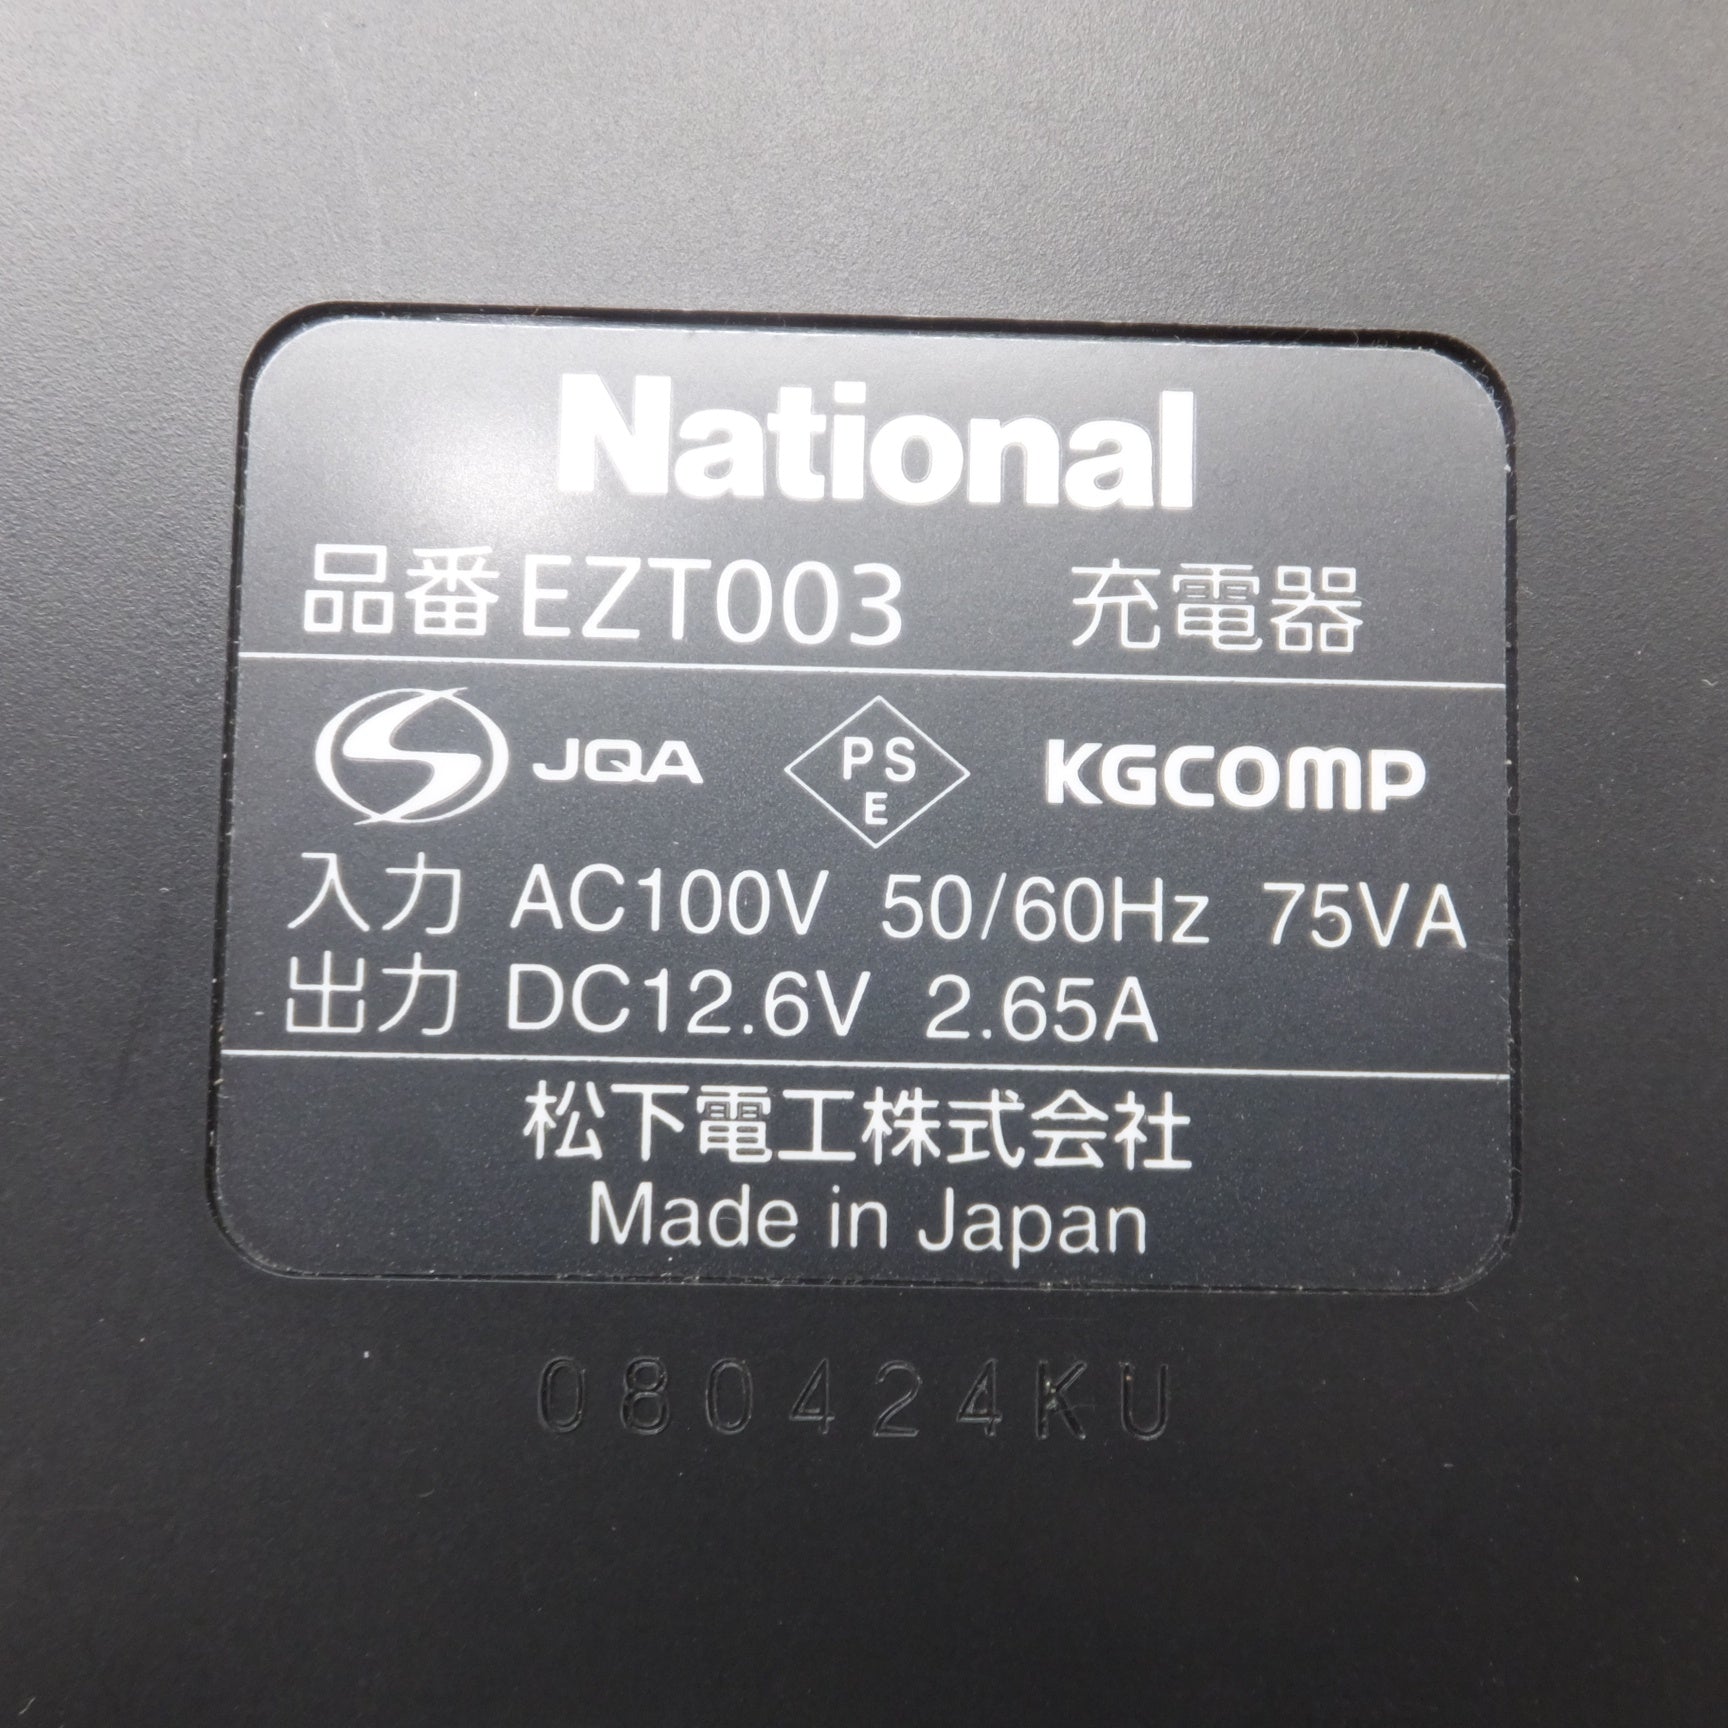 National
品番EZT003 充電器
S JQA PS E KGCOMP
入力 AC100V 50/60Hz 75VA
出力 DC12.6V 2.65A
松下電工株式会社
Made in Japan
080424KU